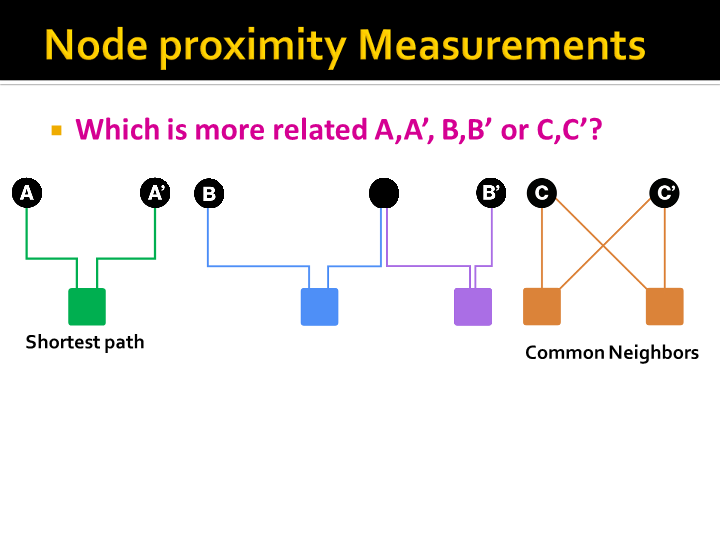 Node proximity Measurements
Which is more related A,A’, B,B’ or C,C’?
A A’ B B’ C C’
Shortest path
Common Neighbors